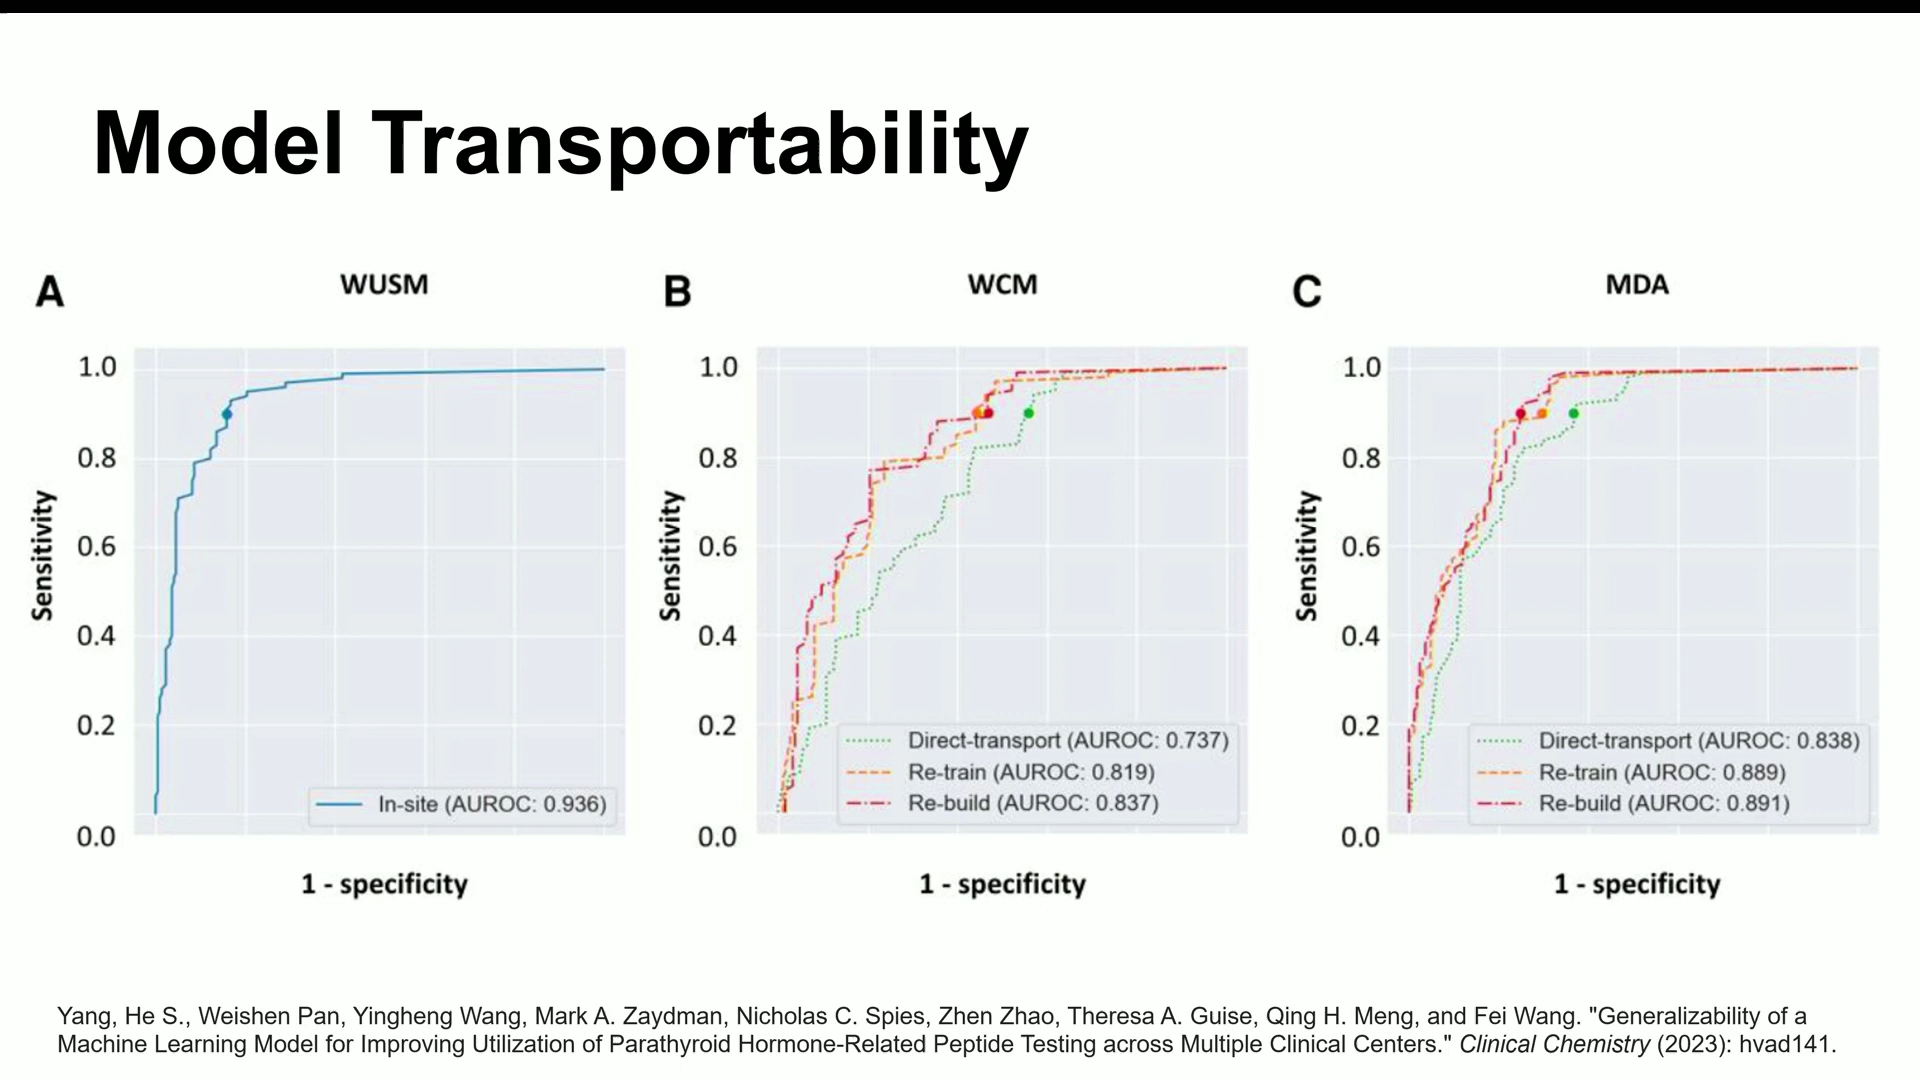 Model Transportability
A
WUSM
1.0
0.8
0.6
0.4
0.2
0.0
Sensitivity
In-site (AUROC: 0.936)
1 - specificity
B
WCM
1.0
0.8
0.6
0.4
0.2
0.0
Sensitivity
Direct-transport (AUROC: 0.737)
Re-train (AUROC: 0.819)
Re-build (AUROC: 0.837)
1 - specificity
C
MDA
1.0
0.8
0.6
0.4
0.2
0.0
Sensitivity
Direct-transport (AUROC: 0.838)
Re-train (AUROC: 0.889)
Re-build (AUROC: 0.891)
1 - specificity
Yang, He S., Weishen Pan, Yingheng Wang, Mark A. Zaydman, Nicholas C. Spies, Zhen Zhao, Theresa A. Guise, Qing H. Meng, and Fei Wang. "Generalizability of a
Machine Learning Model for Improving Utilization of Parathyroid Hormone-Related Peptide Testing across Multiple Clinical Centers." Clinical Chemistry (2023): hvad141.